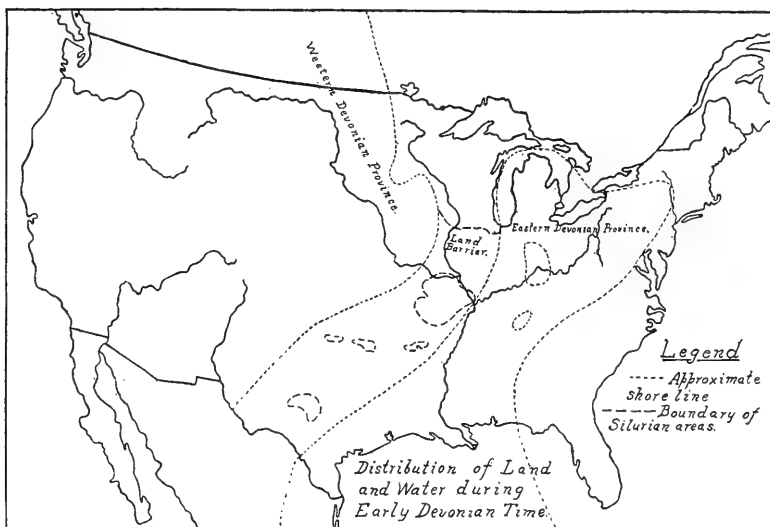 Western Devonian Province.
Land
Barrier.
Eastern Devonian Province.
Legend
Approximate
shore line
Boundary of
Silurian areas.
Distribution of Land
and Water during
Early Devonian Time